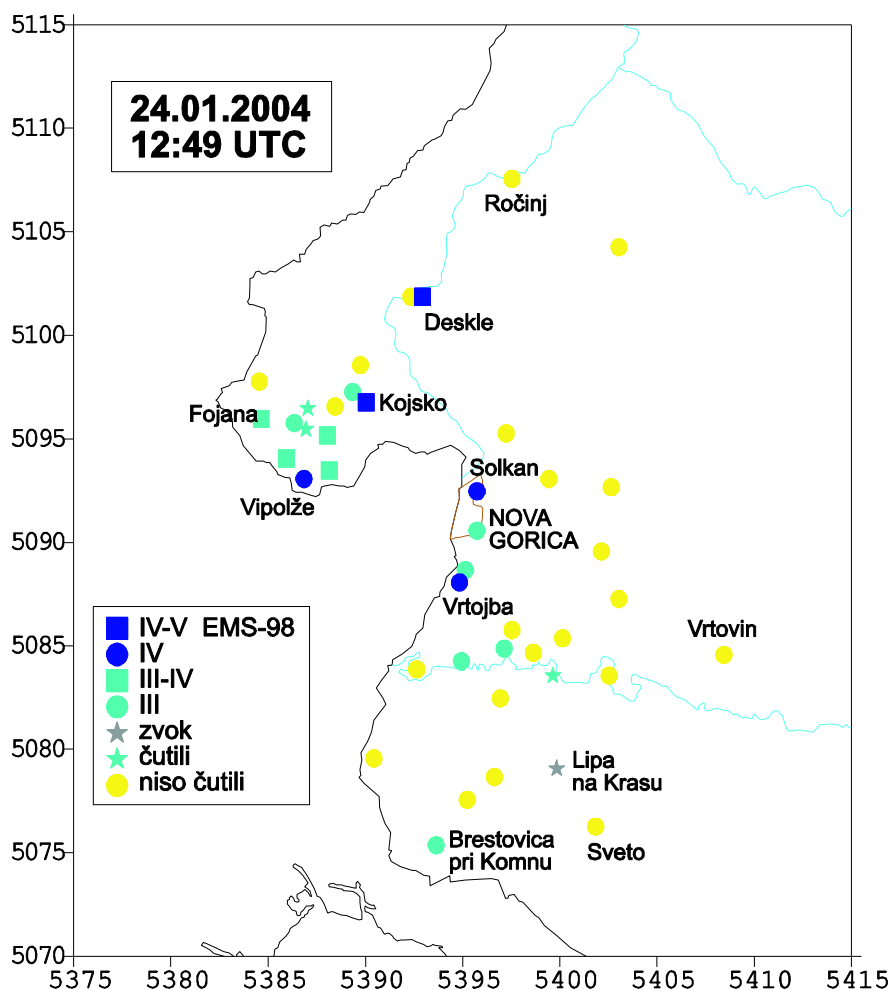 5115
24.01.2004
12:49 UTC
5110
Ročinj
5105
Deskle
5100
Kojsko
Fojana
5095
Solkan
Vipolže
NOVA
GORICA
5090
Vrtojba
IV-V EMS-98
IV
III-IV
III
zvok
čutili
niso čutili
Vrtovin
5085
5080
Lipa
na Krasu
Brestovica
pri Komnu
Sveto
5075
5070
5375 5380 5385 5390 5395 5400 5405 5410 5415